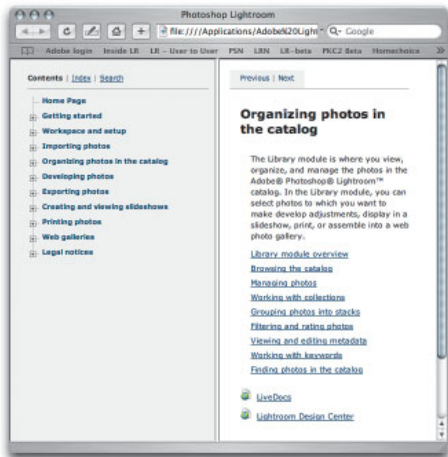 Photoshop Lightroom
file:////Applications/Adobe%20Light
Google
Adobe login Inside LR LR - User to User PSN LRN LR-beta PKC2 Beta Homechoice
Contents | Index | Search
Home Page
Getting started
Workspace and setup
Importing photos
Organizing photos in the catalog
Developing photos
Exporting photos
Creating and viewing slideshows
Printing photos
Web galleries
Legal notices
Previous | Next
Organizing photos in
the catalog
The Library module is where you view,
organize, and manage the photos in the
Adobe® Photoshop® Lightroom™
catalog. In the Library module, you can
select photos to which you want to
make develop adjustments, display in a
slideshow, print, or assemble into a web
photo gallery.
Library module overview
Browsing the catalog
Managing photos
Working with collections
Grouping photos into stacks
Filtering and rating photos
Viewing and editing metadata
Working with keywords
Finding photos in the catalog
LiveDocs
Lightroom Design Center